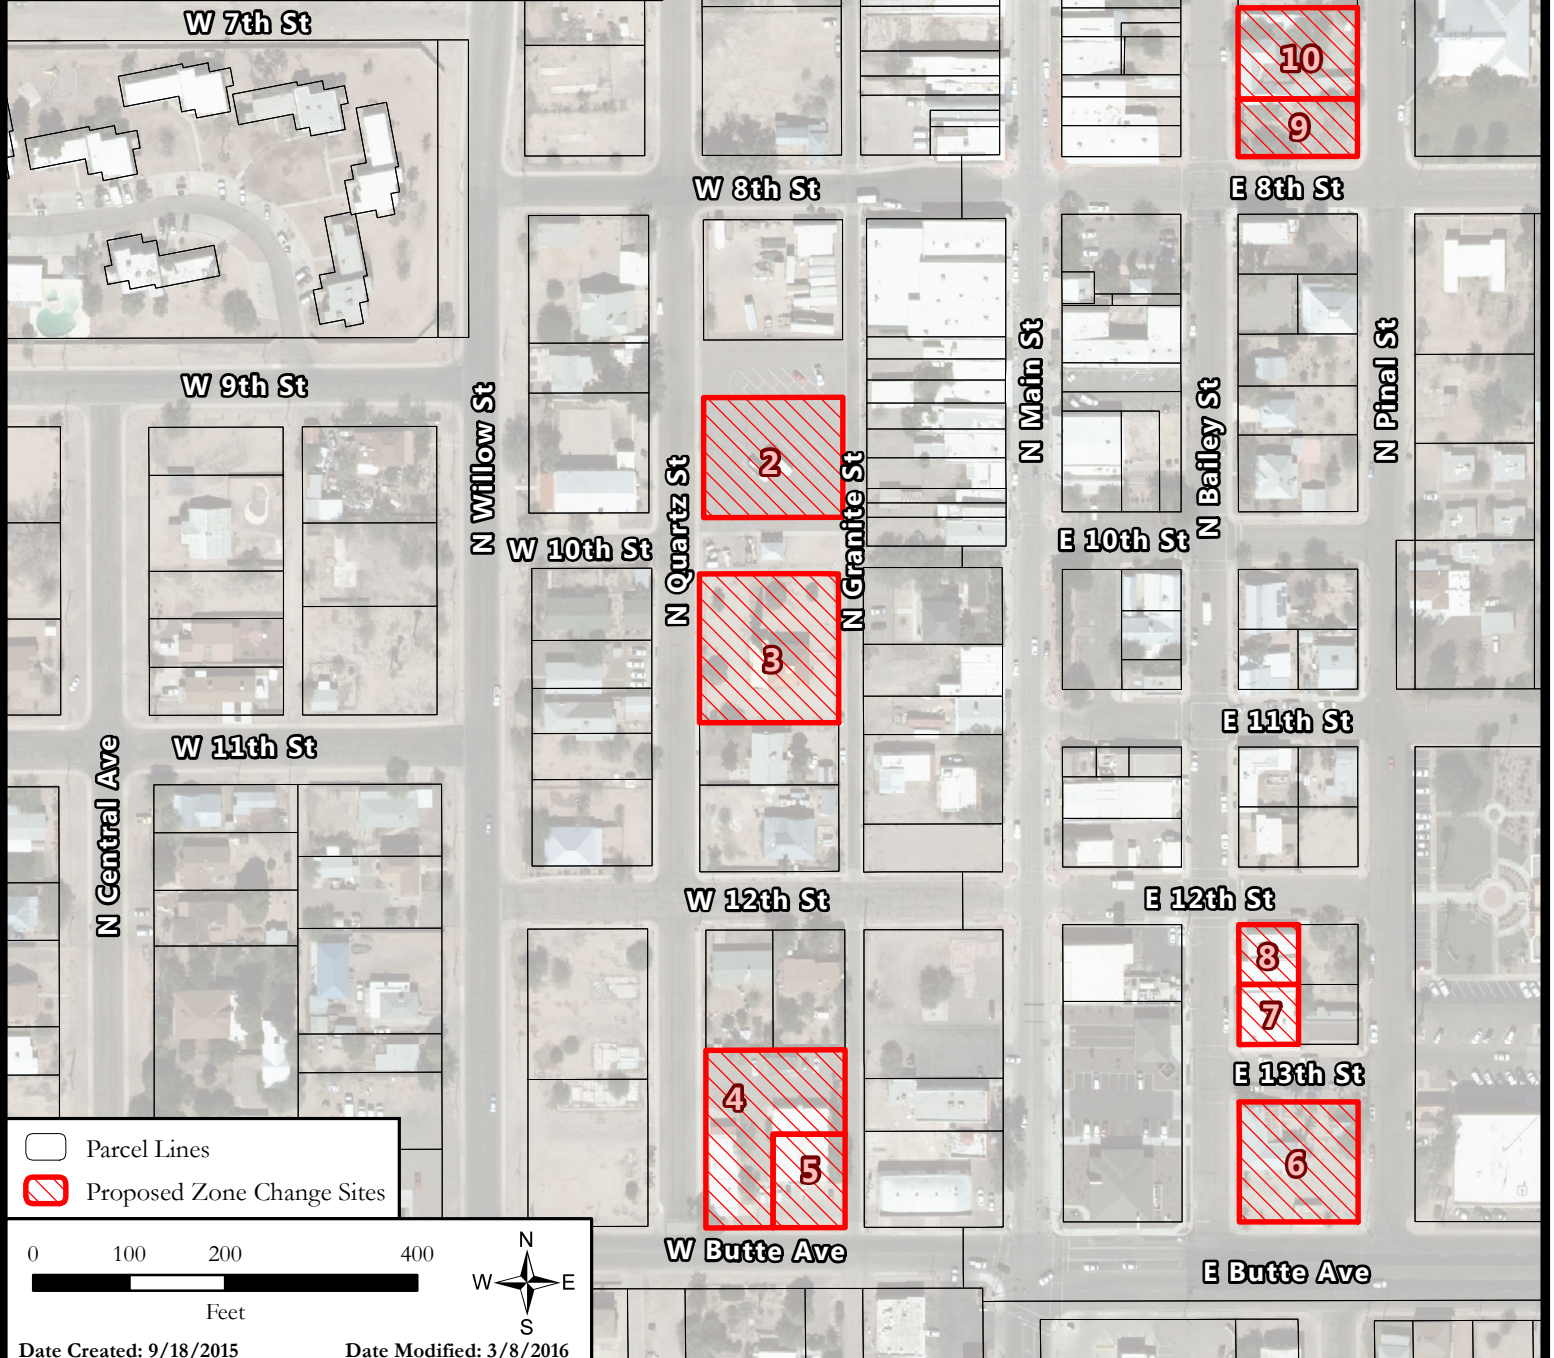 W 7th St
10
9
W 8th St
E 8th St
W 9th St
N Willow St
N Quartz St
2
N Granite St
N Main St
N Bailey St
N Pinal St
W 10th St
E 10th St
3
W 11th St
E 11th St
N Central Ave
W 12th St
E 12th St
8
7
E 13th St
4
5
6
W Butte Ave
E Butte Ave
Parcel Lines
Proposed Zone Change Sites
0 100 200 400
Feet
N
W E
S
Date Created: 9/18/2015 Date Modified: 3/8/2016